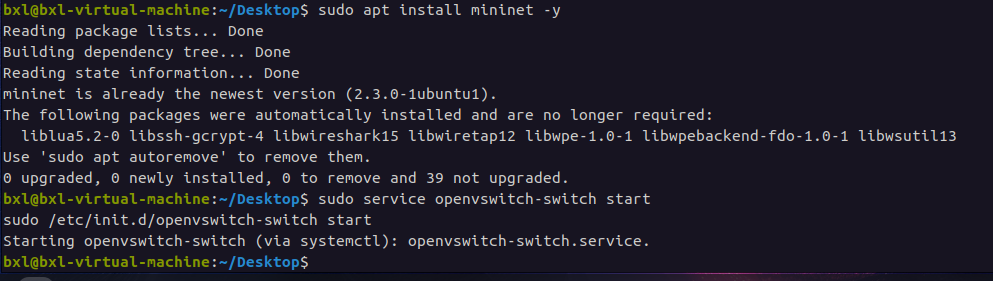 bxl@bxl-virtual-machine:~/Desktop$ sudo apt install mininet -y
Reading package lists... Done
Building dependency tree... Done
Reading state information... Done
mininet is already the newest version (2.3.0-1ubuntu1).
The following packages were automatically installed and are no longer required:
  liblua5.2-0 libssh-gcrypt-4 libwireshark15 libwiretap12 libwpe-1.0-1 libwpebackend-fdo-1.0-1 libwsutil13
Use 'sudo apt autoremove' to remove them.
0 upgraded, 0 newly installed, 0 to remove and 39 not upgraded.
bxl@bxl-virtual-machine:~/Desktop$ sudo service openvswitch-switch start
sudo /etc/init.d/openvswitch-switch start
Starting openvswitch-switch (via systemctl): openvswitch-switch.service.
bxl@bxl-virtual-machine:~/Desktop$